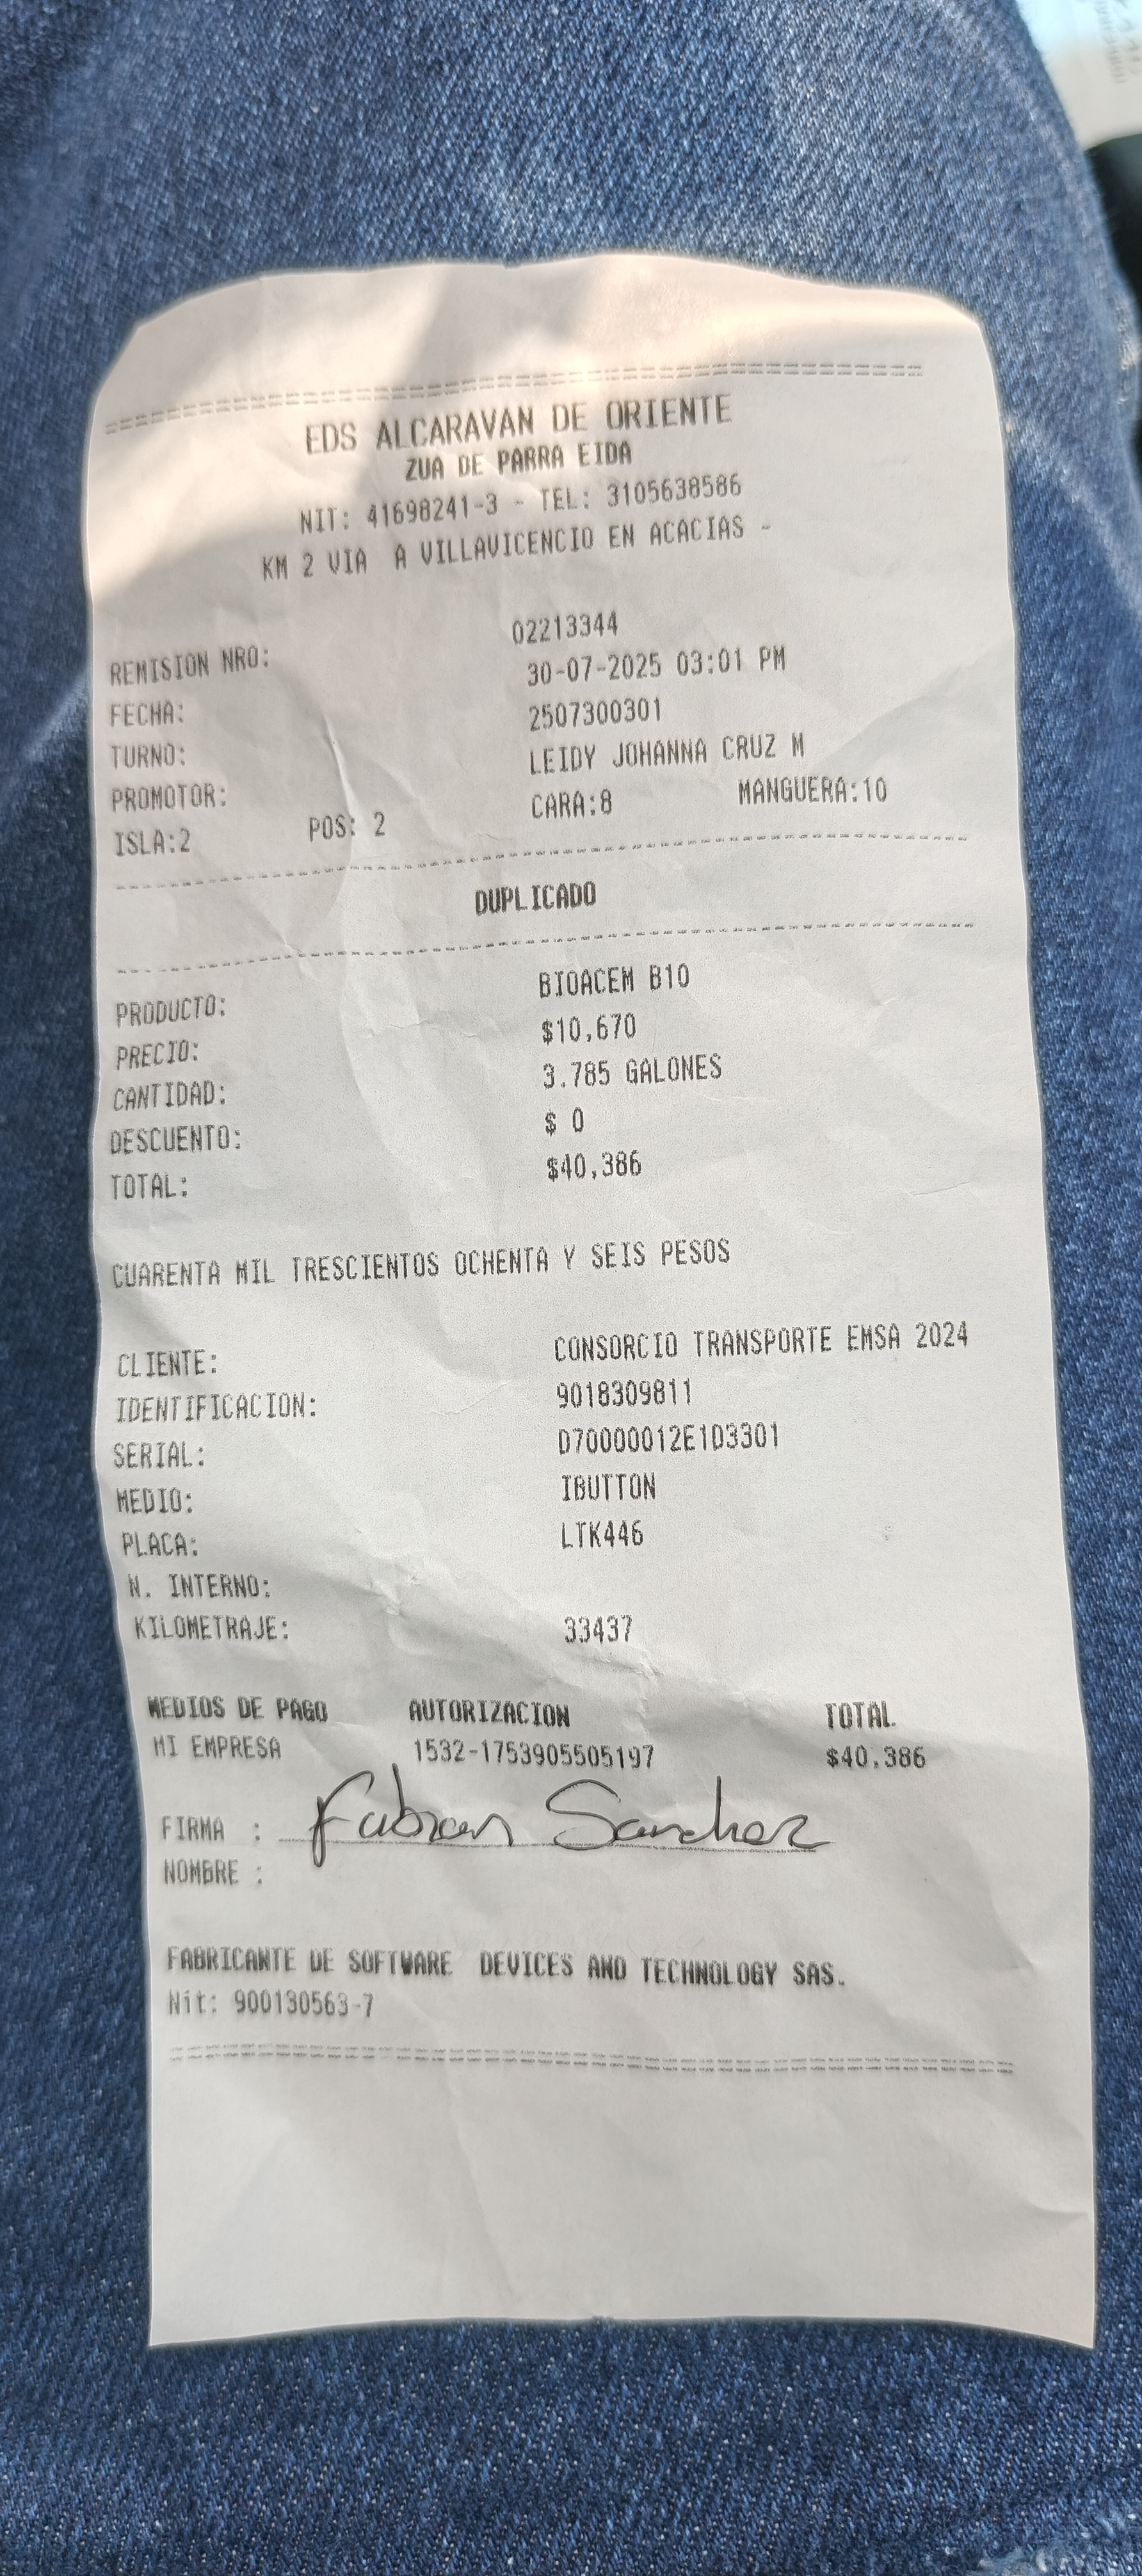 EDS ALCARAVAN DE ORIENTE
ZUA DE PARRA EIDA
NIT: 41698241-3 - TEL: 3105638586
KM 2 VIA A VILLAVICENCIO EN ACACIAS -
REMISION NRO: 02213344
FECHA: 30-07-2025 03:01 PM
TURNO: 2507300301
PROMOTOR: LEIDY JOHANNA CRUZ M
ISLA:2 POS: 2 CARA:8 MANGUERA:10
DUPLICADO
PRODUCTO: BIOACEM B10
PRECIO: $10,670
CANTIDAD: 3.785 GALONES
DESCUENTO: $ 0
TOTAL: $40,386
CUARENTA MIL TRESCIENTOS OCHENTA Y SEIS PESOS
CLIENTE: CONSORCIO TRANSPORTE EMSA 2024
IDENTIFICACION: 9018309811
SERIAL: D70000012E1D3301
MEDIO: IBUTTON
PLACA: LTK446
N. INTERNO:
KILOMETRAJE: 33437
MEDIOS DE PAGO AUTORIZACION TOTAL
MI EMPRESA 1532-1753905505197 $40.386
FIRMA : Fabian Sanchez
NOMBRE :
FABRICANTE DE SOFTWARE DEVICES AND TECHNOLOGY SAS.
Nit: 900130563-7